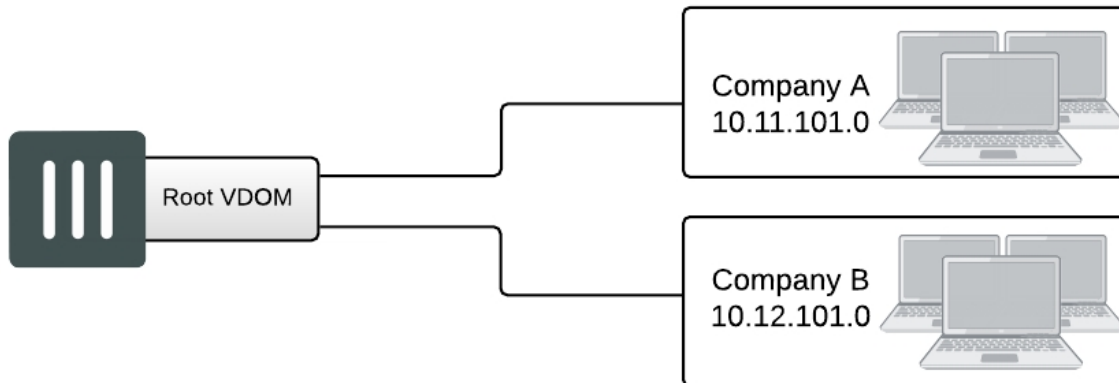 Root VDOM
Company A
10.11.101.0
Company B
10.12.101.0